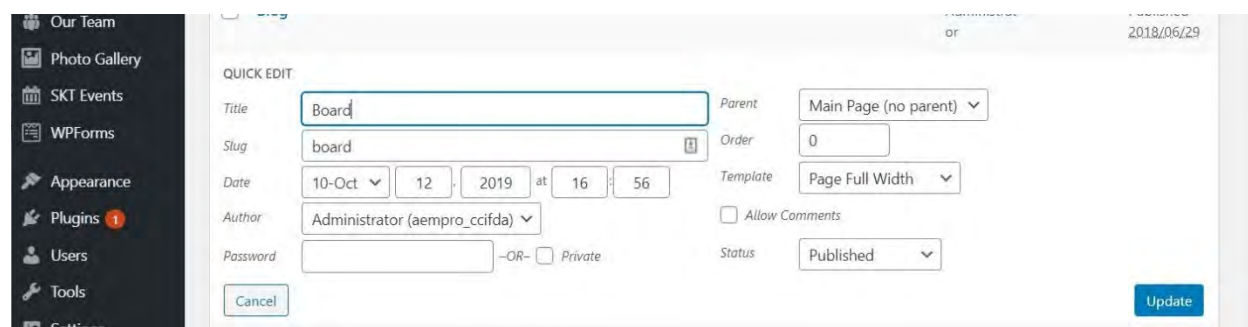 Our Team
Photo Gallery
SKT Events
WPForms
Appearance
Plugins 1
Users
Tools
or
2018/06/29
QUICK EDIT
Title Board
Slug board
Date 10-Oct 12, 2019 at 16 : 56
Author Administrator (aempro_ccifda)
Password –OR– Private
Parent Main Page (no parent)
Order 0
Template Page Full Width
Allow Comments
Status Published
Cancel
Update